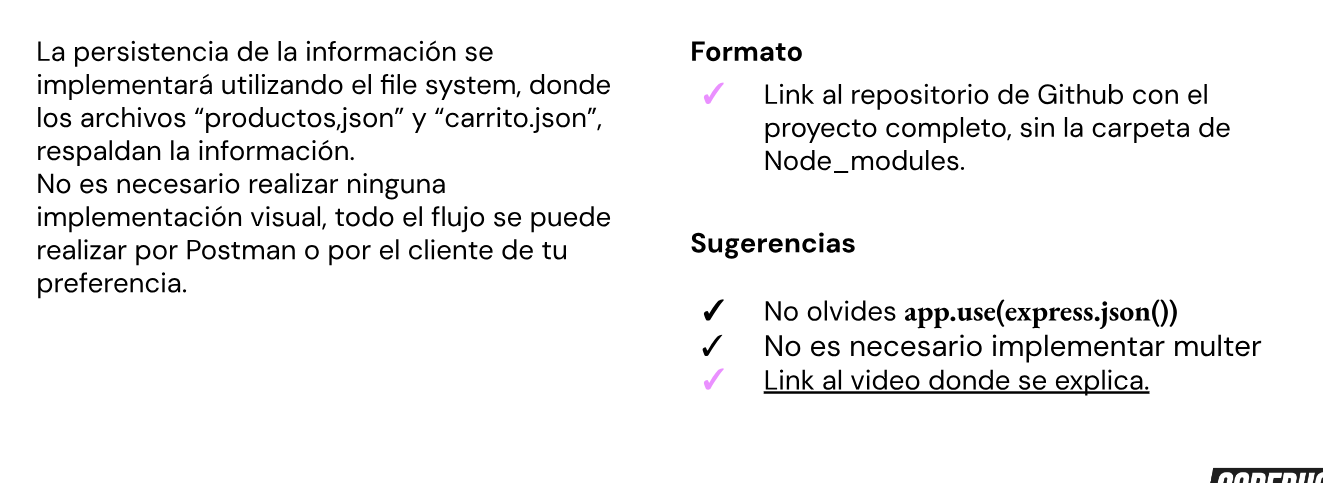 La persistencia de la información se
implementará utilizando el file system, donde
los archivos “productos,json” y “carrito.json”,
respaldan la información.
No es necesario realizar ninguna
implementación visual, todo el flujo se puede
realizar por Postman o por el cliente de tu
preferencia.
Formato
✓ Link al repositorio de Github con el
proyecto completo, sin la carpeta de
Node_modules.
Sugerencias
✓ No olvides app.use(express.json())
✓ No es necesario implementar multer
✓ Link al video donde se explica.